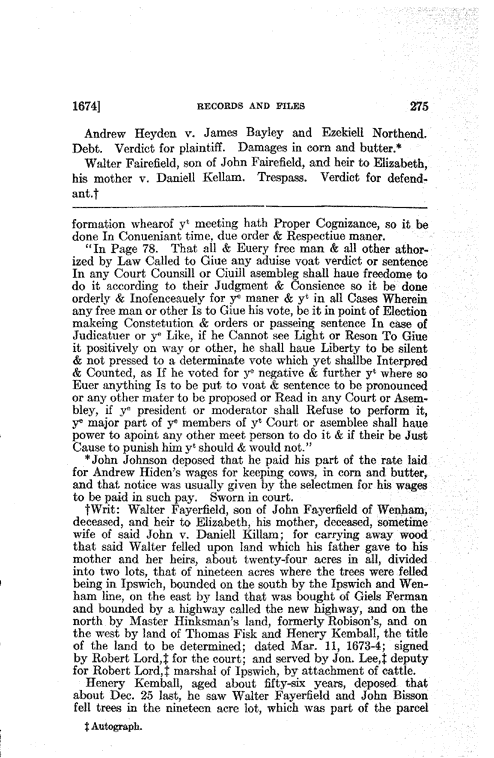 1674] RECORDS AND FILES 275
Andrew Heyden v. James Bayley and Ezekiell Northend.
Debt. Verdict for plaintiff. Damages in corn and butter.*
Walter Fairefield, son of John Fairefield, and heir to Elizabeth,
his mother v. Daniell Kellam. Trespass. Verdict for defend-
ant.†
formation whearof yᵗ meeting hath Proper Cognizance, so it be
done In Conueniant time, due order & Respectiue maner.
"In Page 78. That all & Euery free man & all other athor-
ized by Law Called to Giue any aduise voat verdict or sentence
In any Court Counsill or Ciuill asembleg shall haue freedome to
do it according to their Judgment & Consience so it be done
orderly & Inofenceauely for yᵉ maner & yᵗ in all Cases Wherein
any free man or other Is to Giue his vote, be it in point of Election
makeing Constetution & orders or passeing sentence In case of
Judicatuer or yᵉ Like, if he Cannot see Light or Reson To Giue
it positively on way or other, he shall haue Liberty to be silent
& not pressed to a determinate vote which yet shallbe Interpred
& Counted, as If he voted for yᵉ negative & further yᵗ where so
Euer anything Is to be put to voat & sentence to be pronounced
or any other mater to be proposed or Read in any Court or Asem-
bley, if yᵉ president or moderator shall Refuse to perform it,
yᵉ major part of yᵉ members of yᵗ Court or asemblee shall haue
power to apoint any other meet person to do it & if their be Just
Cause to punish him yᵗ should & would not."
*John Johnson deposed that he paid his part of the rate laid
for Andrew Hiden's wages for keeping cows, in corn and butter,
and that notice was usually given by the selectmen for his wages
to be paid in such pay. Sworn in court.
†Writ: Walter Fayerfield, son of John Fayerfield of Wenham,
deceased, and heir to Elizabeth, his mother, deceased, sometime
wife of said John v. Daniell Killam; for carrying away wood
that said Walter felled upon land which his father gave to his
mother and her heirs, about twenty-four acres in all, divided
into two lots, that of nineteen acres where the trees were felled
being in Ipswich, bounded on the south by the Ipswich and Wen-
ham line, on the east by land that was bought of Giels Ferman
and bounded by a highway called the new highway, and on the
north by Master Hinksman's land, formerly Robison's, and on
the west by land of Thomas Fisk and Henery Kemball, the title
of the land to be determined; dated Mar. 11, 1673-4; signed
by Robert Lord,‡ for the court; and served by Jon. Lee,‡ deputy
for Robert Lord,‡ marshal of Ipswich, by attachment of cattle.
Henery Kemball, aged about fifty-six years, deposed that
about Dec. 25 last, he saw Walter Fayerfield and John Bisson
fell trees in the nineteen acre lot, which was part of the parcel
‡ Autograph.